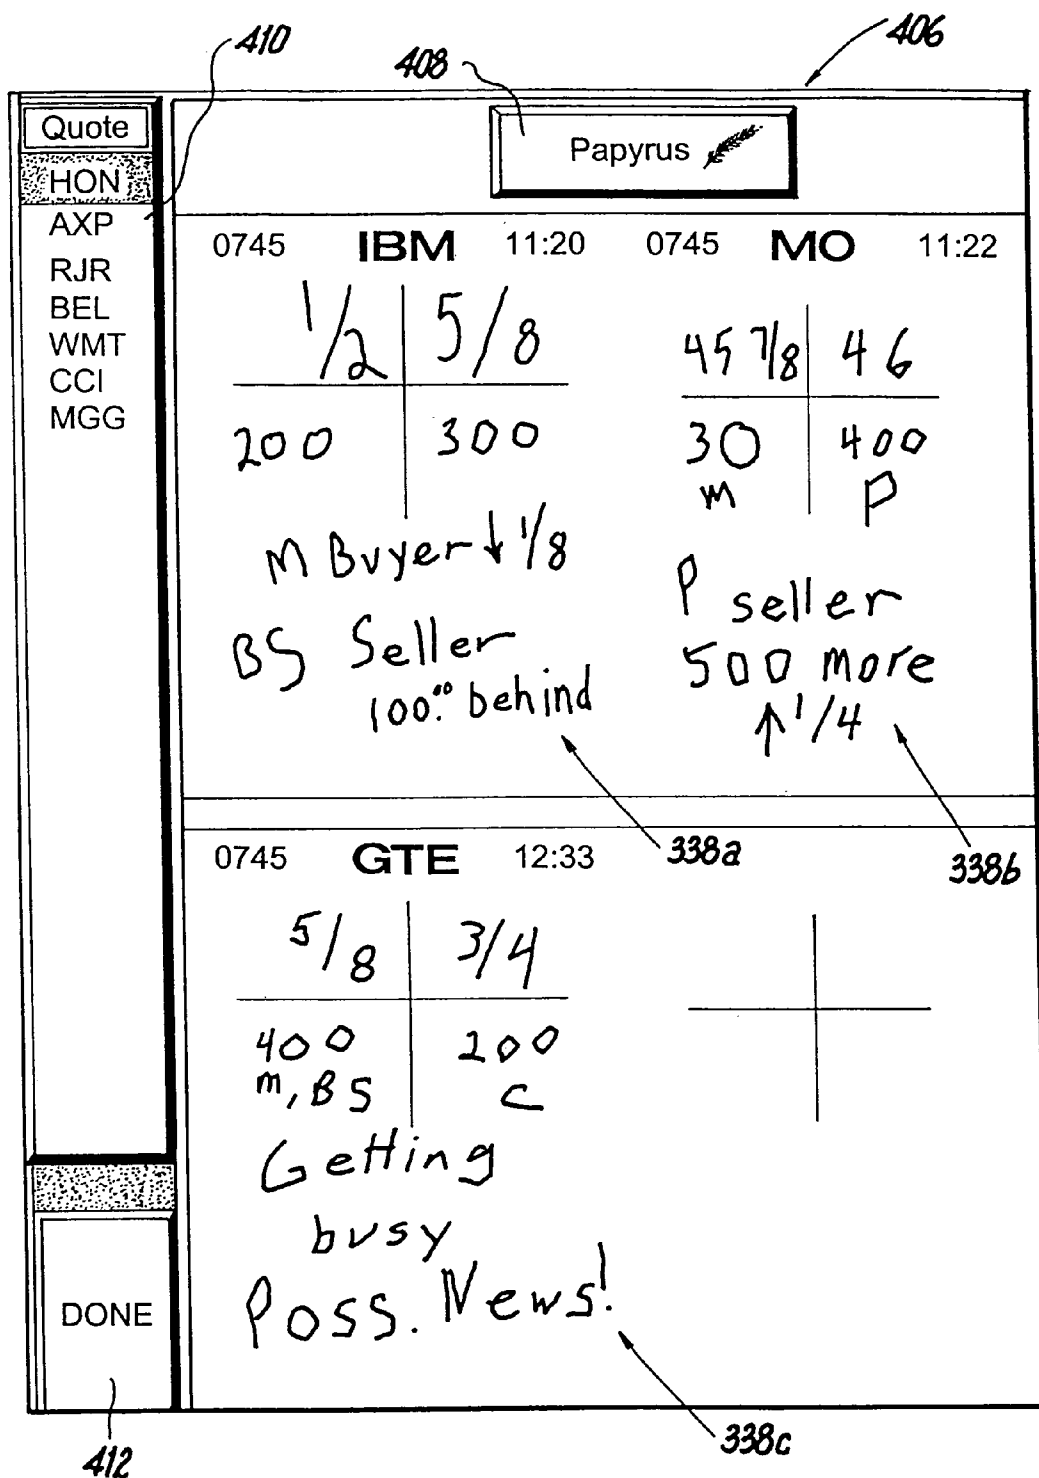 410
408
406
Quote
HON
AXP
RJR
BEL
WMT
CCI
MGG
Papyrus
0745 IBM 11:20
1/2 5/8
200 300
M Buyer ↓ 1/8
BS Seller
100.00 behind
338a
0745 MO 11:22
45 7/8 46
30 400
m P
P seller
500 more
↑ 1/4
338b
0745 GTE 12:33
5/8 3/4
400 200
m, BS C
Getting
busy
Poss. News!
338c
DONE
412